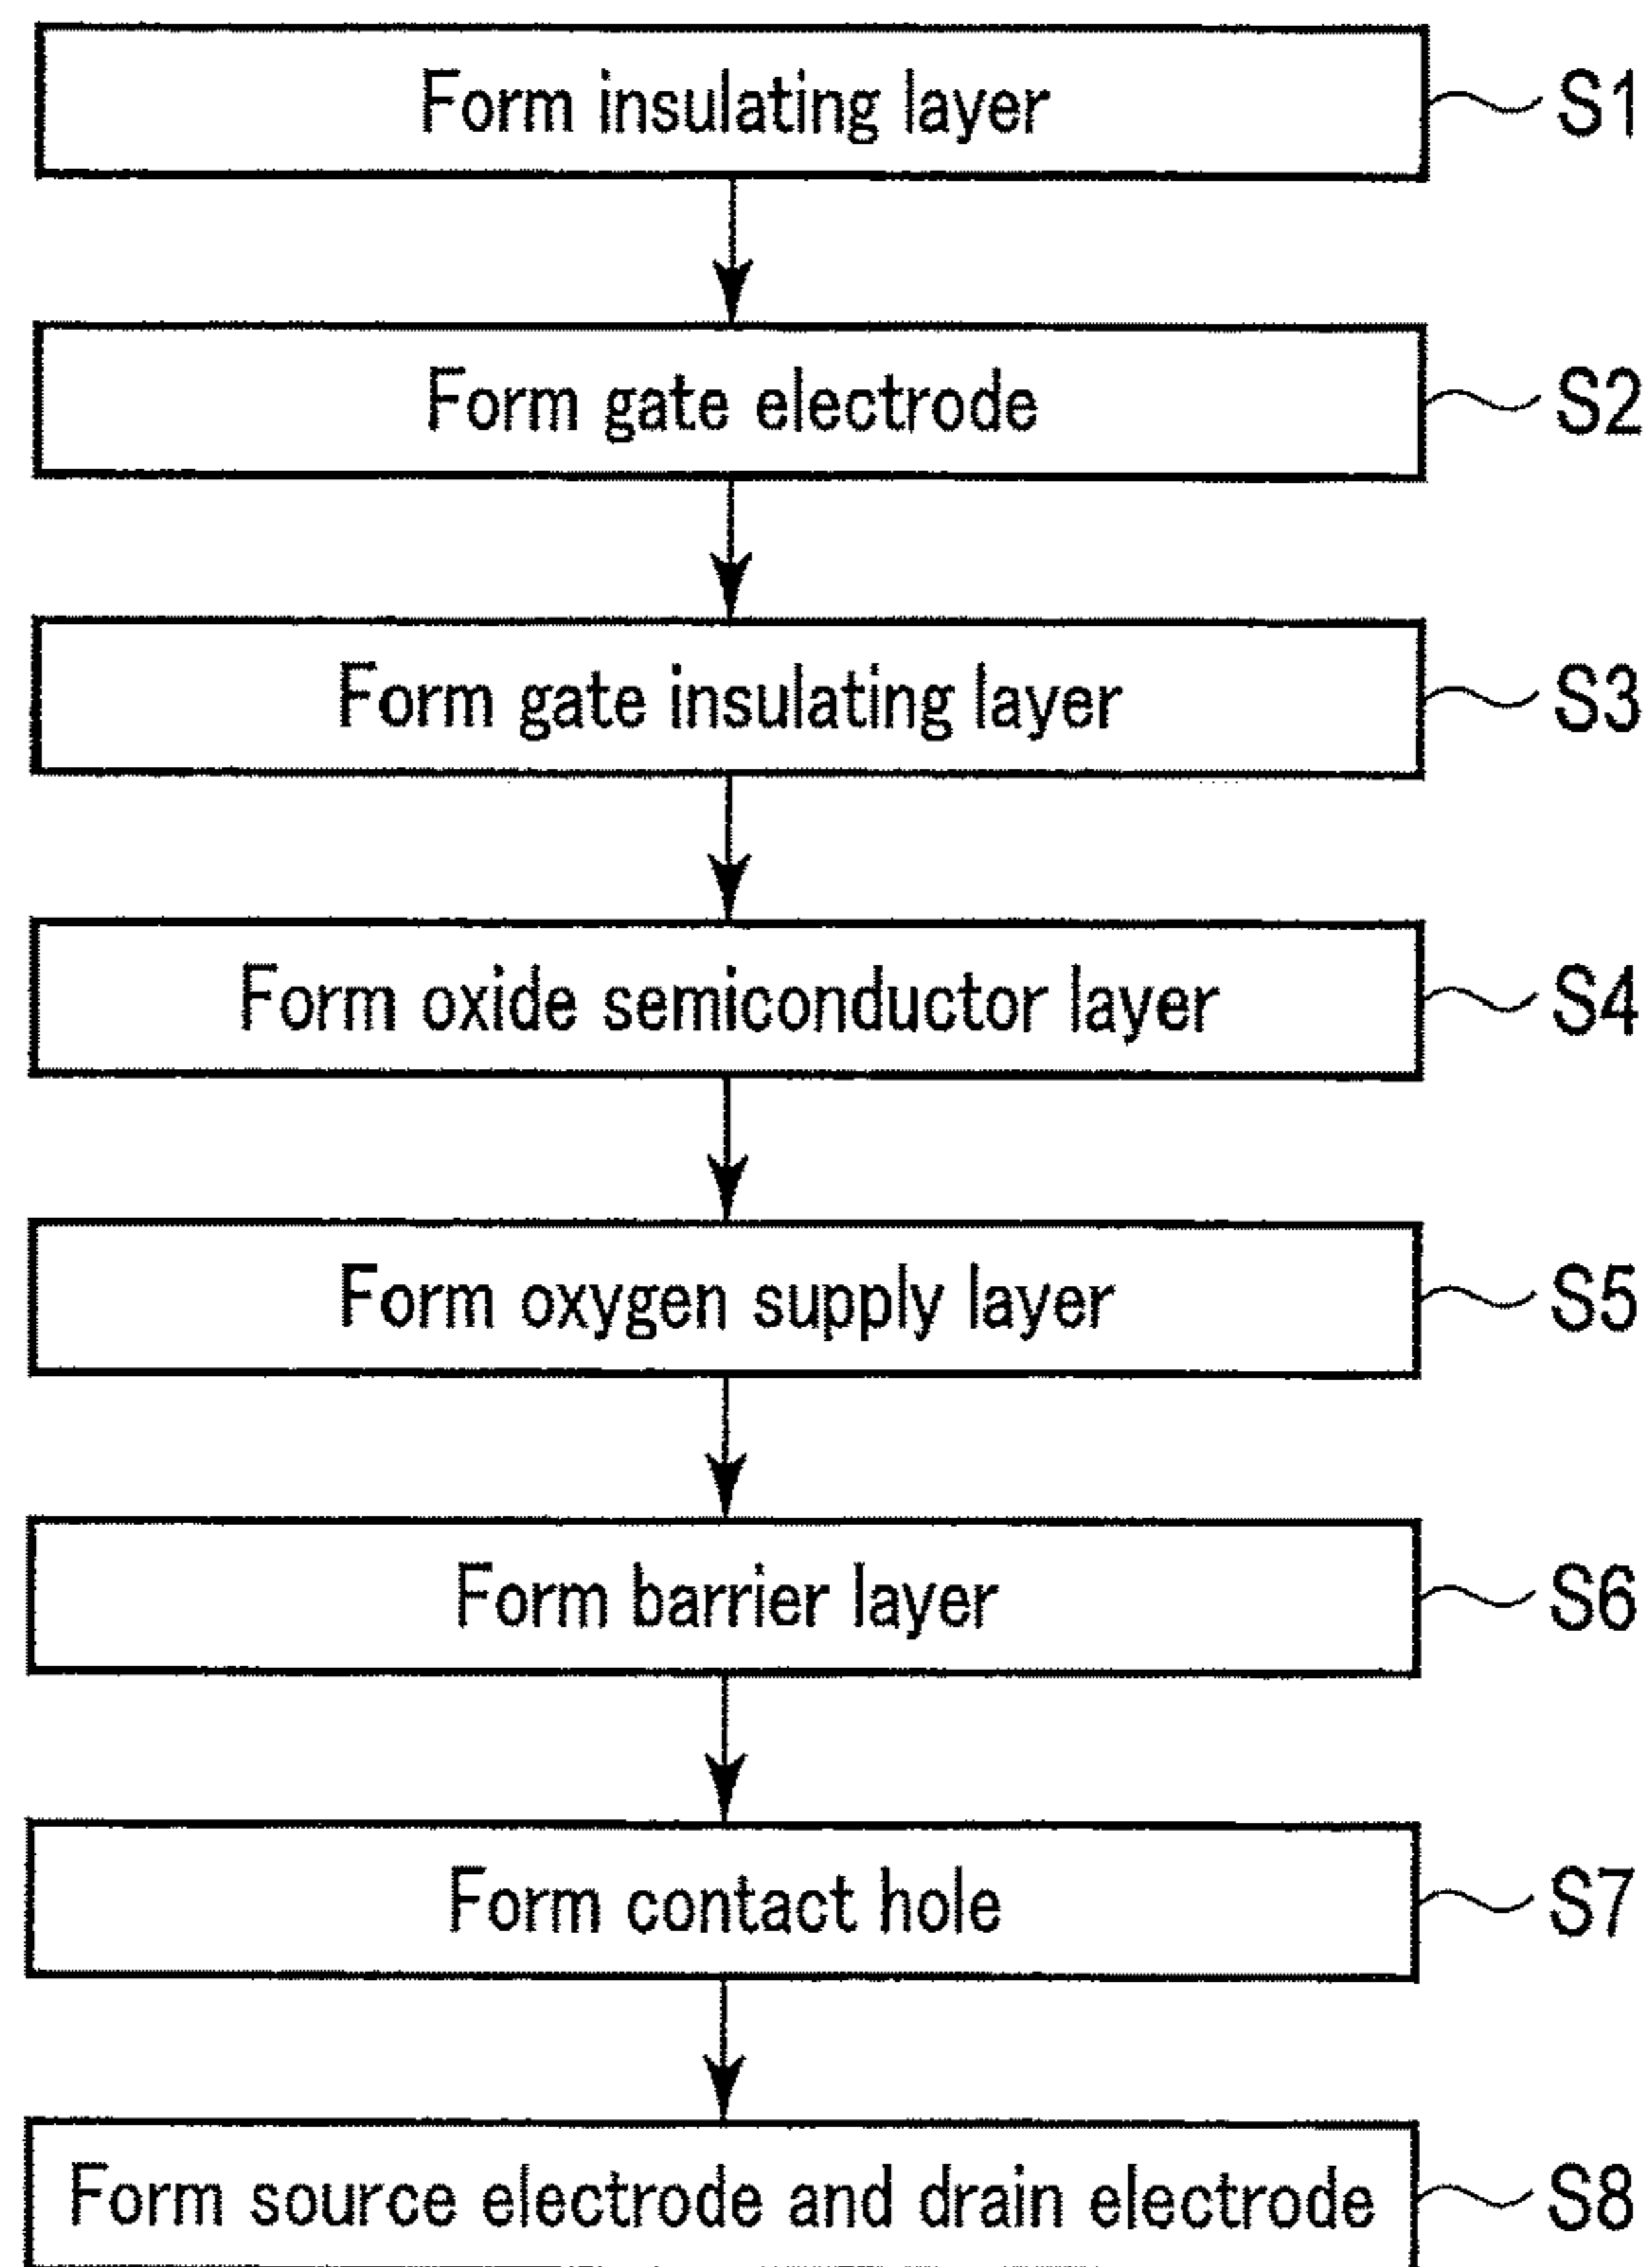 Form insulating layer S1
Form gate electrode S2
Form gate insulating layer S3
Form oxide semiconductor layer S4
Form oxygen supply layer S5
Form barrier layer S6
Form contact hole S7
Form source electrode and drain electrode S8